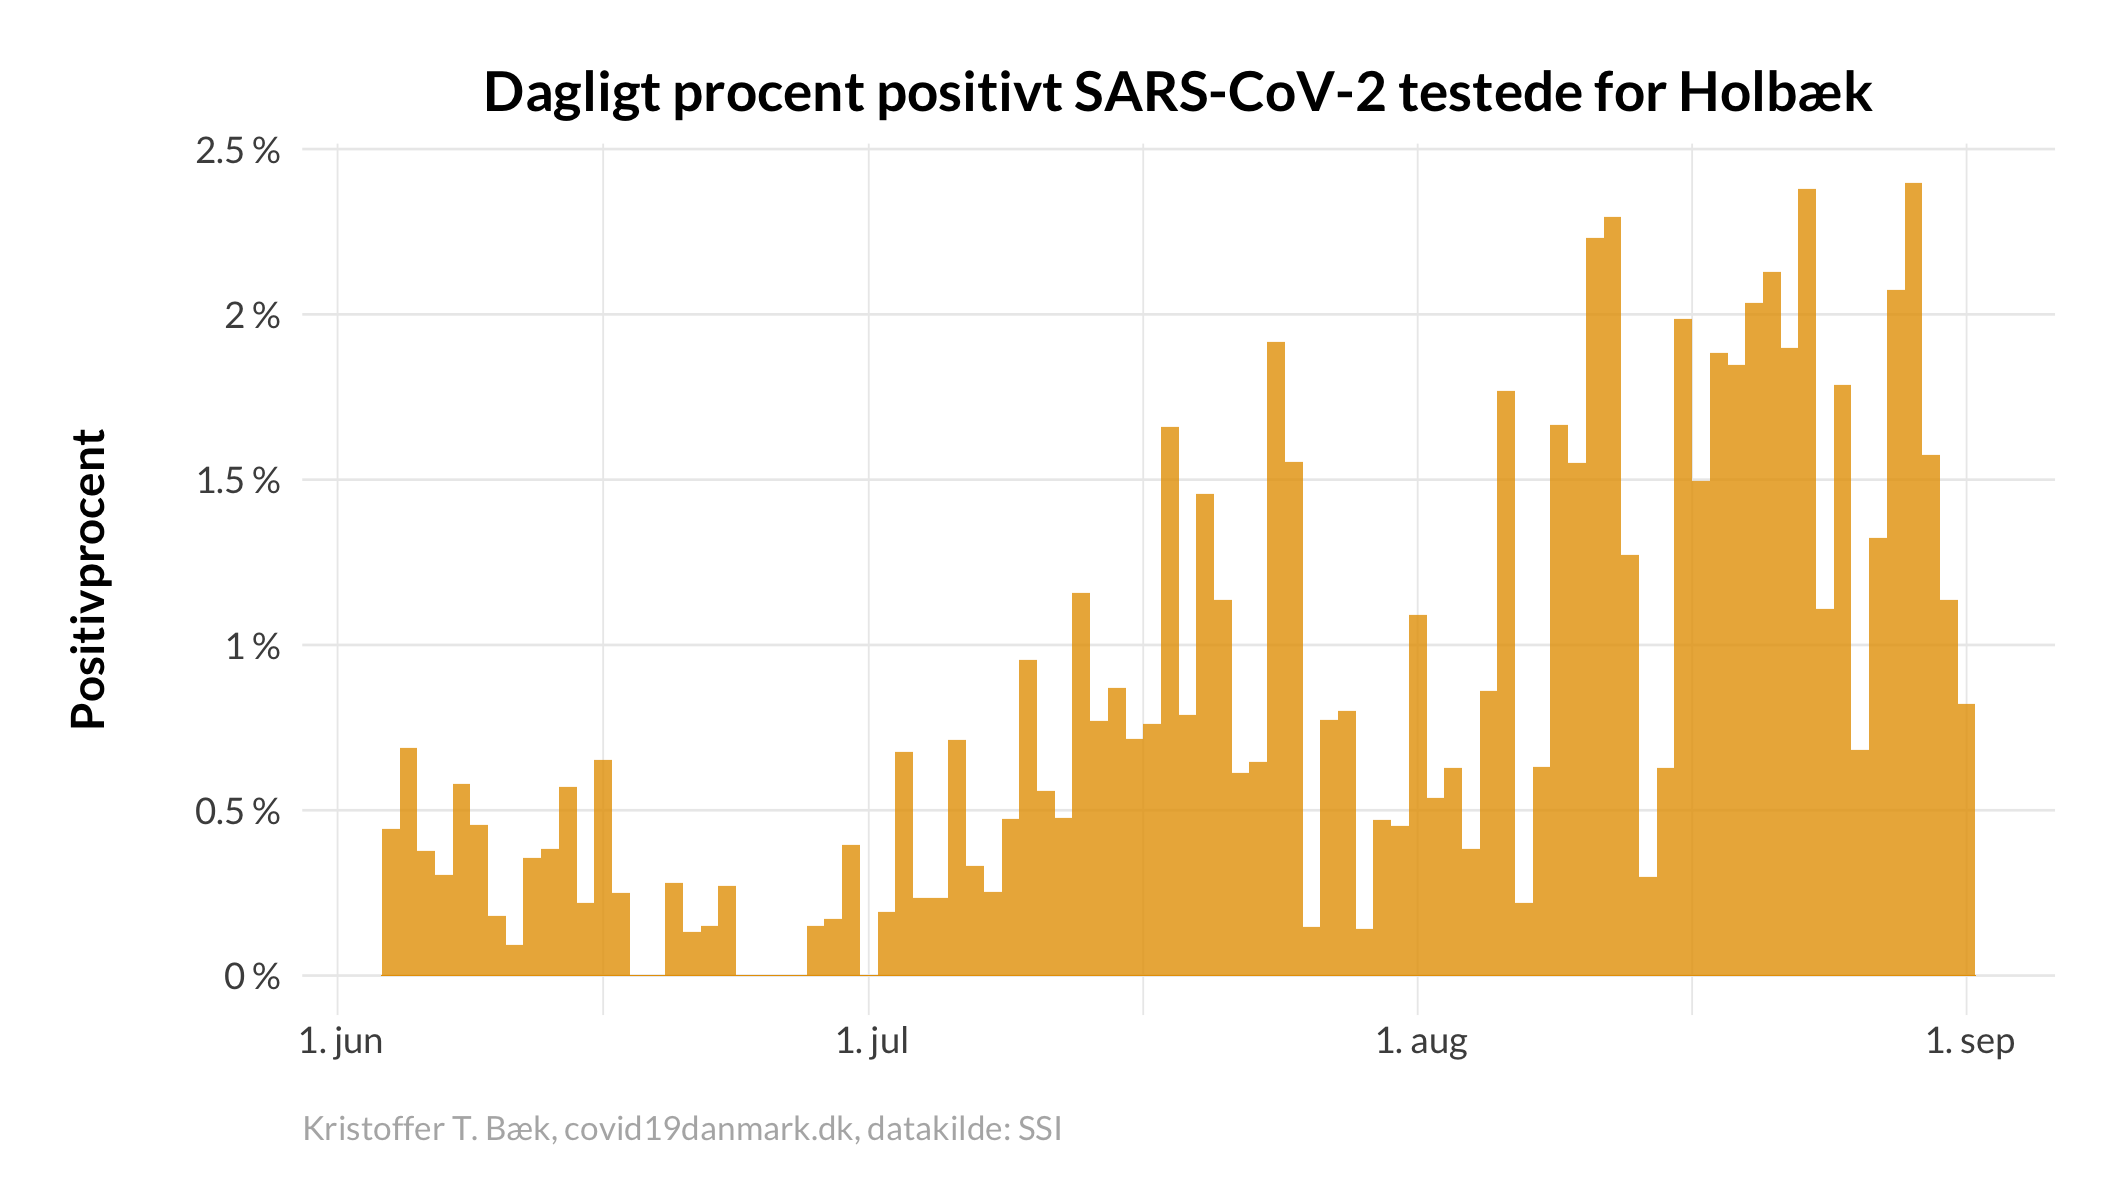 Dagligt procent positivt SARS-CoV-2 testede for Holbæk
Positivprocent
2.5 %
2 %
1.5 %
1 %
0.5 %
0 %
1. jun
1. jul
1. aug
1. sep
Kristoffer T. Bæk, covid19danmark.dk, datakilde: SSI